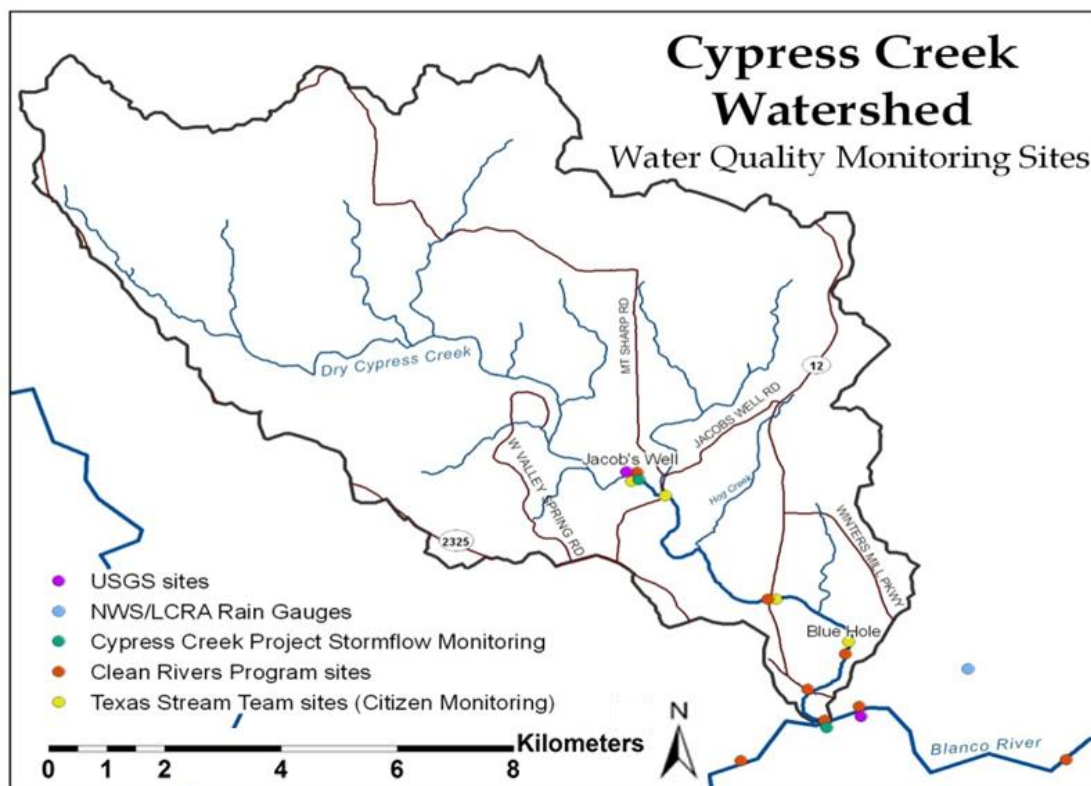 Cypress Creek
Watershed
Water Quality Monitoring Sites
MT SHARP RD
12
Dry Cypress Creek
JACOBS WELL RD
Jacob's Well
W VALLEY SPRING RD
Hog Creek
2325
WINTERS MILL PKWY
USGS sites
NWS/LCRA Rain Gauges
Blue Hole
Cypress Creek Project Stormflow Monitoring
Clean Rivers Program sites
Texas Stream Team sites (Citizen Monitoring)
N
Kilometers
Blanco River
0 1 2 4 6 8